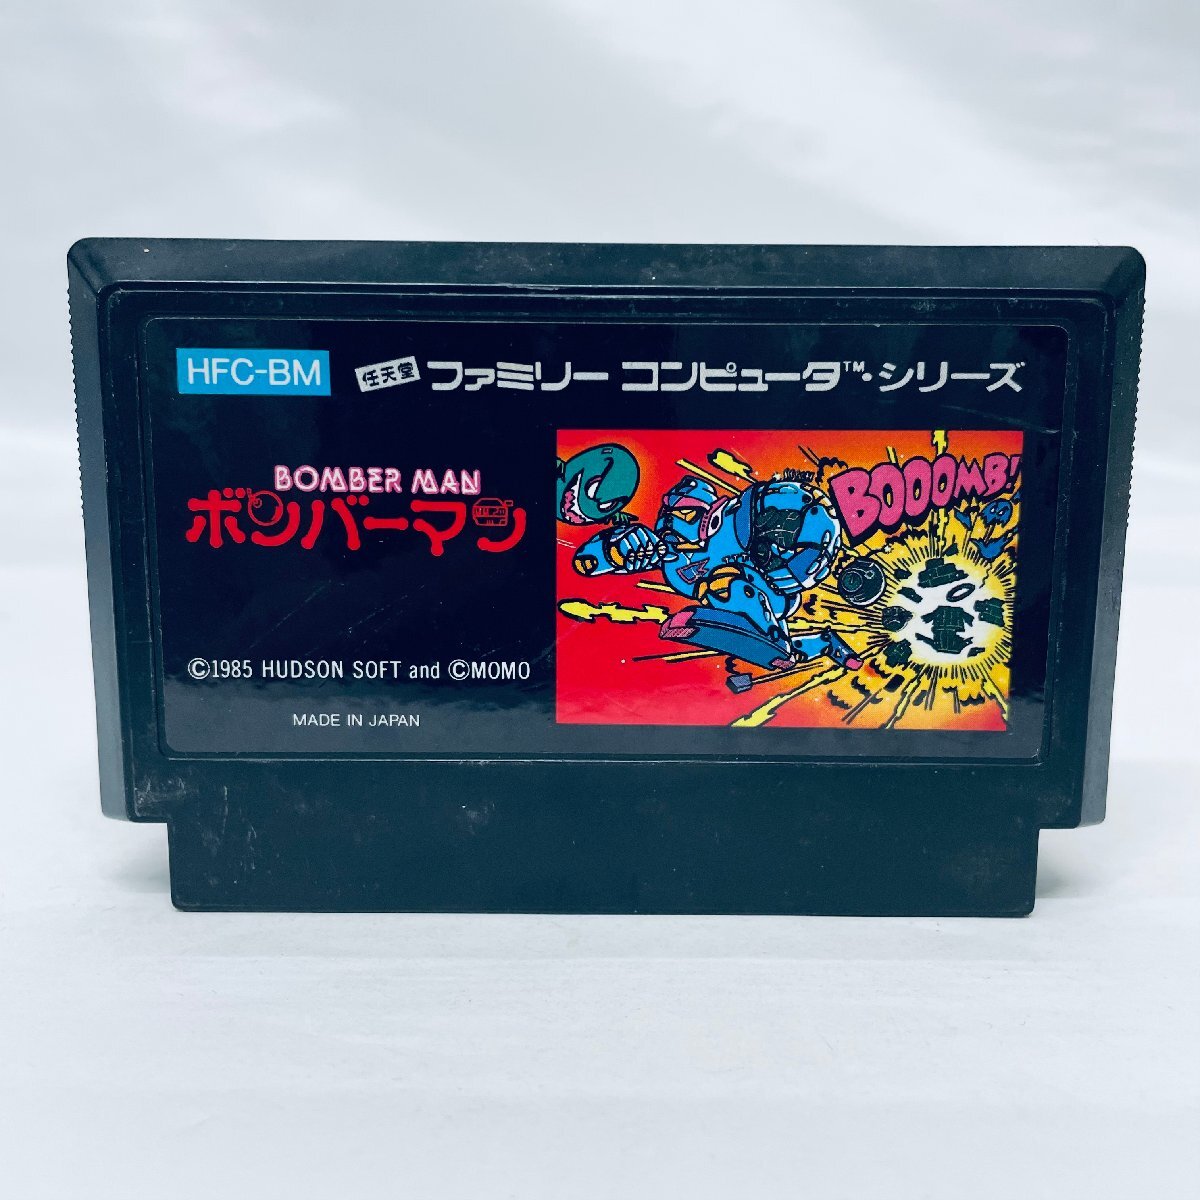 HFC-BM
任天堂 ファミリー コンピュータ™・シリーズ
BOMBER MAN
ボンバーマン
BOOOMB!
©1985 HUDSON SOFT and ©MOMO
MADE IN JAPAN